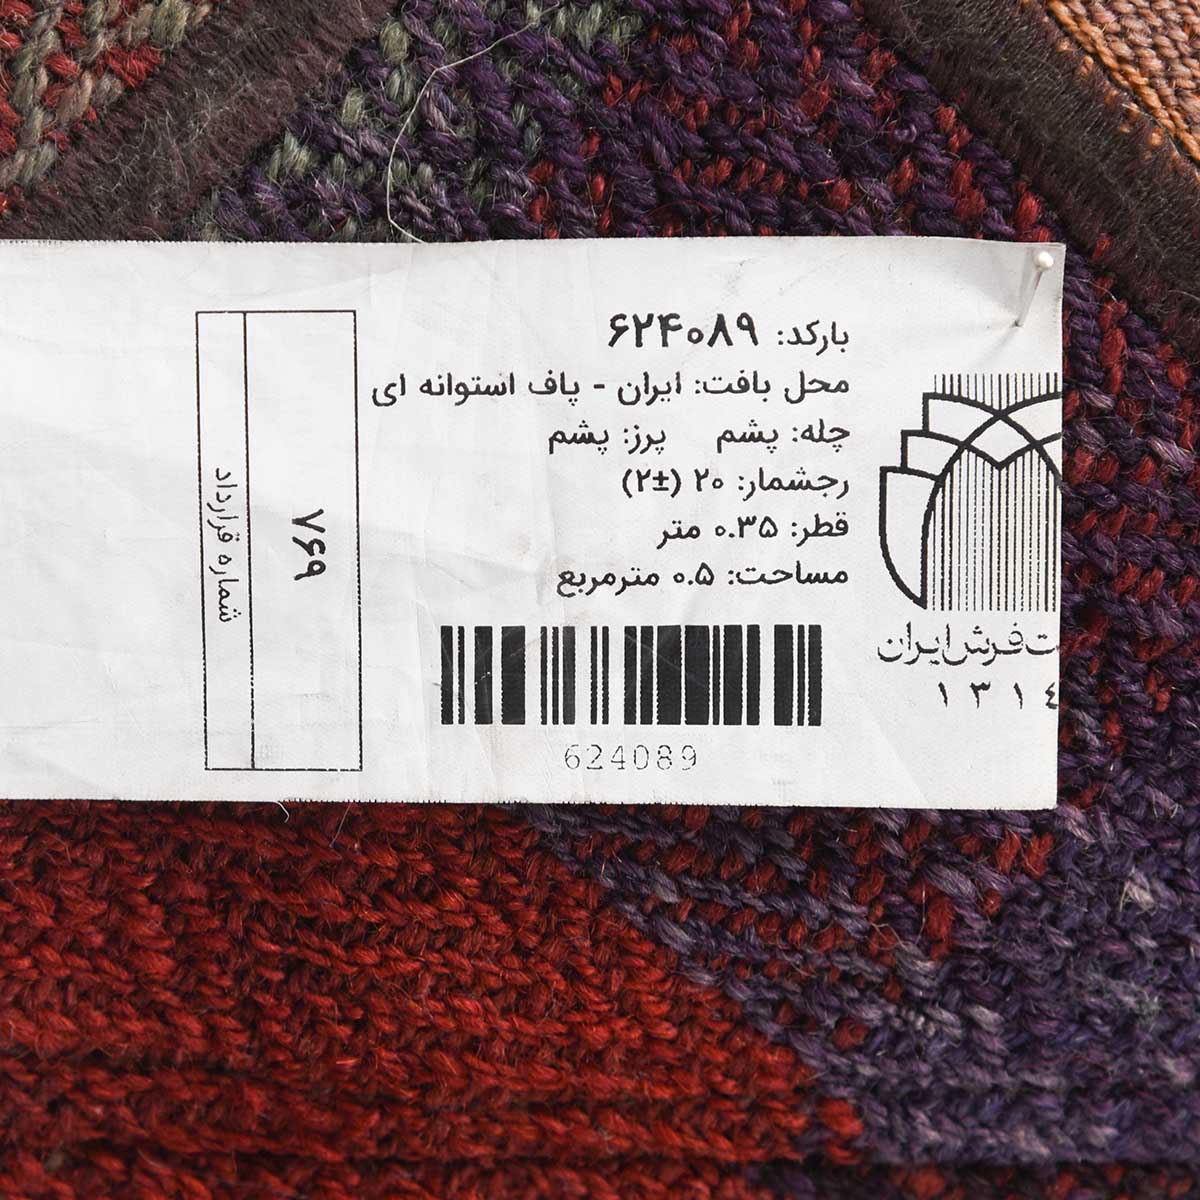 بارکد: ۶۲۴۰۸۹
محل بافت: ایران - پاف استوانه ای
چله: پشم پرز: پشم
رجشمار: ۲۰ (±۲)
قطر: ۰.۳۵ متر
مساحت: ۰.۵ مترمربع
624089
فرش ایران
١٣١٤
شماره قرارداد
۷۶۹